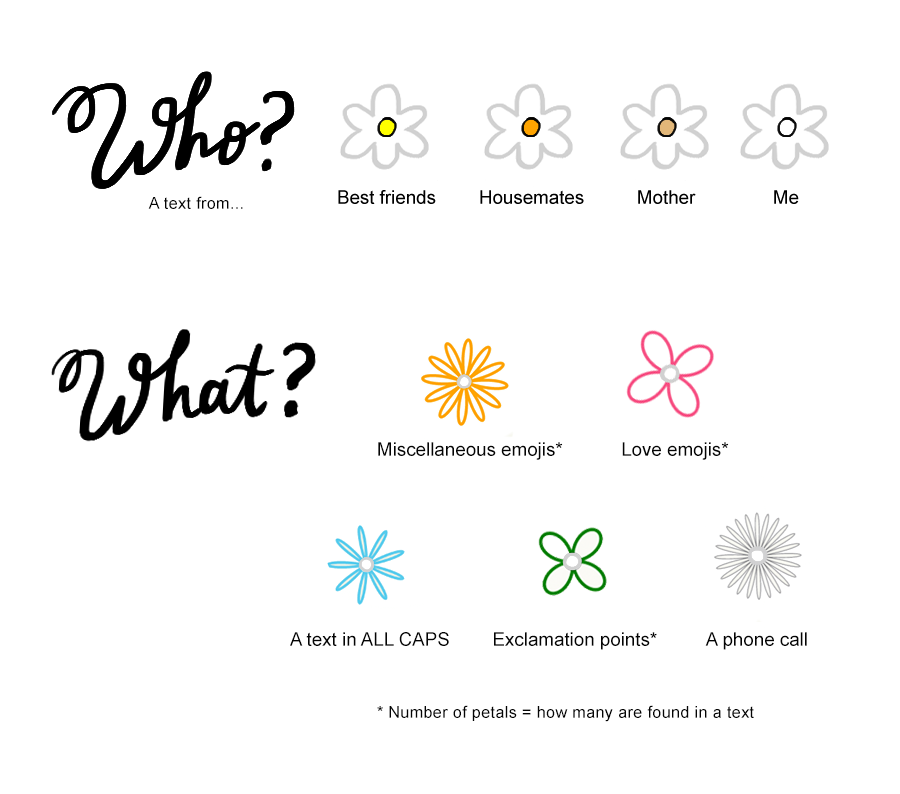 Who?
A text from...
Best friends
Housemates
Mother
Me
What?
Miscellaneous emojis*
Love emojis*
A text in ALL CAPS
Exclamation points*
A phone call
* Number of petals = how many are found in a text